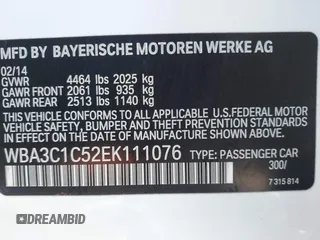 MFD BY BAYERISCHE MOTOREN WERKE AG
02/14
GVWR 4464 lbs 2025 kg
GAWR FRONT 2061 lbs 935 kg
GAWR REAR 2513 lbs 1140 kg
THIS VEHICLE CONFORMS TO ALL APPLICABLE
FEDERAL MOTOR VEHICLE SAFETY, BUMPER, AND
THEFT PREVENTION STANDARDS IN EFFECT ON THE
DATE OF MANUFACTURE SHOWN ABOVE.
WBA3C1C52EK111076 TYPE: PASSENGER CAR
300/
7 315 814
DEALERS WORLD